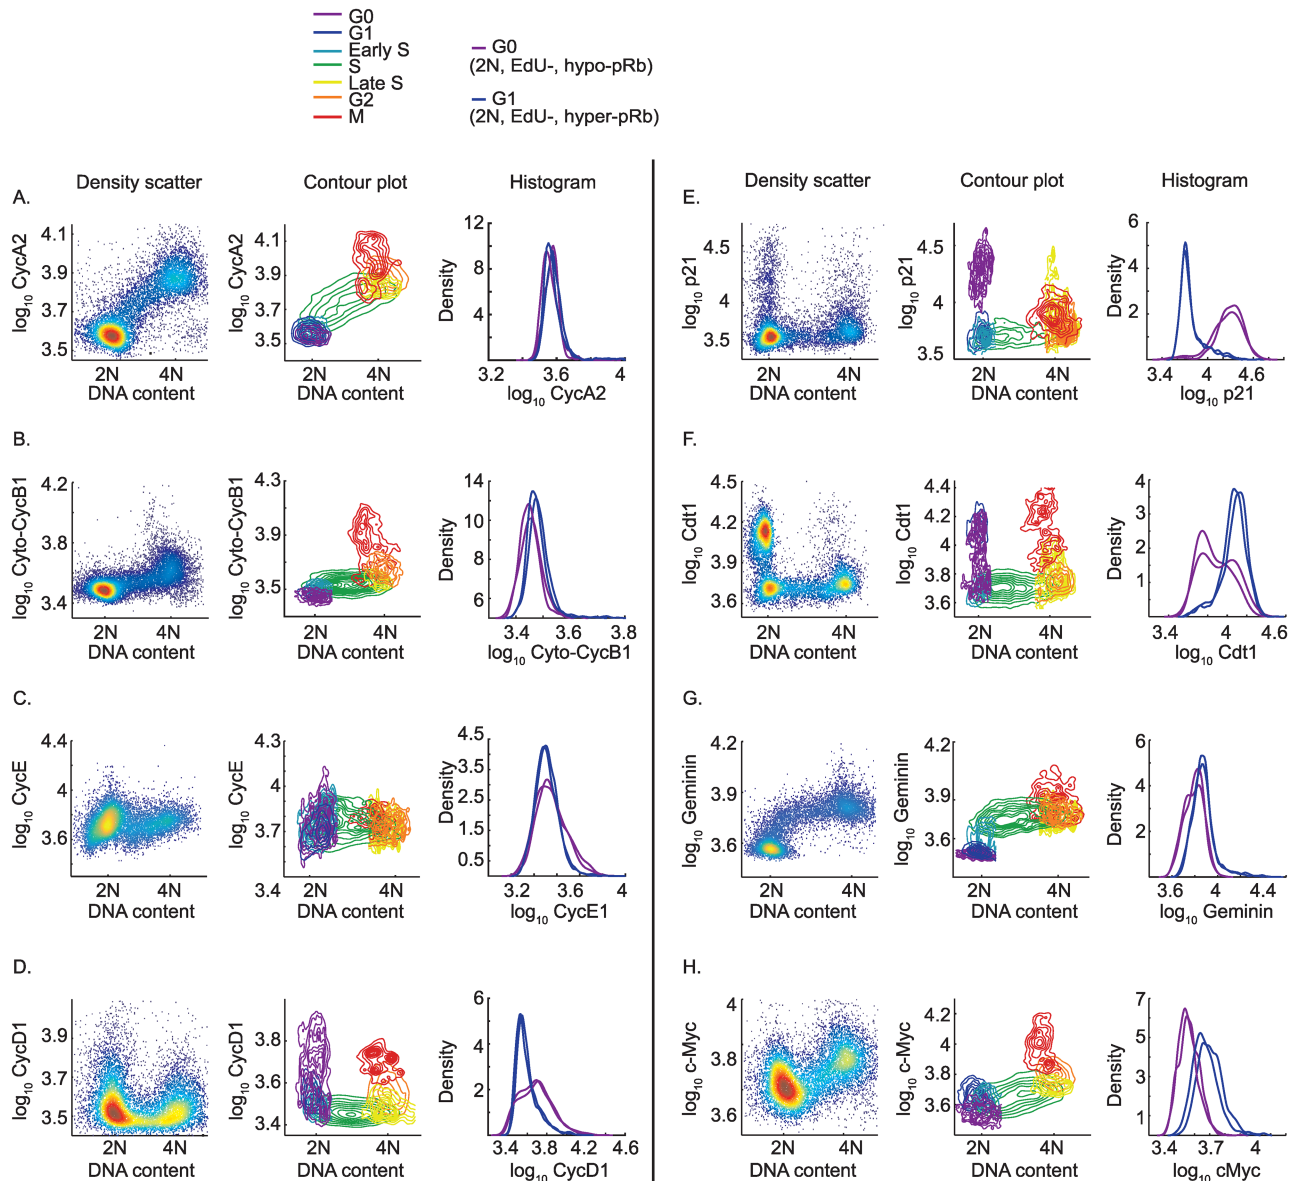 G0
G1
Early S
S
Late S
G2
M
G0
(2N, EdU-, hypo-pRb)
G1
(2N, EdU-, hyper-pRb)
A.
Density scatter
Contour plot
Histogram
log10 CycA2
4.1
3.9
3.7
3.5
2N 4N
DNA content
log10 CycA2
4.1
3.9
3.7
3.5
2N 4N
DNA content
Density
12
8
4
3.2 3.6 4
log10 CycA2
B.
log10 Cyto-CycB1
4.2
3.8
3.4
2N 4N
DNA content
log10 Cyto-CycB1
4.3
3.9
3.5
2N 4N
DNA content
Density
14
10
10
6
3.4 3.6 3.8
log10 Cyto-CycB1
C.
log10 CycE
4.4
4
3.6
2N 4N
DNA content
log10 CycE
4.3
4
3.7
3.4
2N 4N
DNA content
Density
4.5
3.5
2.5
1.5
0.5
3.2 3.6 4
log10 CycE1
D.
log10 CycD1
3.9
3.7
3.5
2N 4N
DNA content
log10 CycD1
3.8
3.6
3.4
2N 4N
DNA content
Density
6
4
2
3.4 3.8 4.6
log10 CycD1
E.
Density scatter
Contour plot
Histogram
log10 p21
4.5
4
3.5
2N 4N
DNA content
log10 p21
4.5
4
3.5
2N 4N
DNA content
Density
6
4
2
3.4 4 4.6
log10 p21
F.
log10 Cdt1
4.5
4.2
3.9
3.6
2N 4N
DNA content
log10 Cdt1
4.4
4.2
4
3.8
3.6
2N 4N
DNA content
Density
4
3
2
1
3.4 4 4.6
log10 Cdt1
G.
log10 Geminin
4.2
3.9
3.6
2N 4N
DNA content
log10 Geminin
4.2
3.9
3.6
2N 4N
DNA content
Density
6
4
2
3.6 4 4.4
log10 Geminin
H.
log10 c-Myc
4
3.8
3.6
2N 4N
DNA content
log10 c-Myc
4.2
4
3.8
3.6
2N 4N
DNA content
Density
7
5
3
1
3.4 3.7 4
log10 cMyc